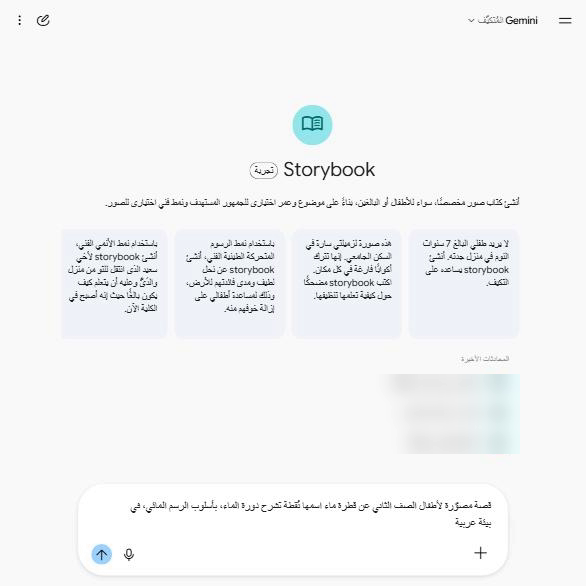 Gemini المُتكيِّف
Storybook تجربة
أنشئ كتاب صور مخصصًا، سواء للأطفال أو البالغين، بناءً على موضوع وعمر اختياري للجمهور المستهدف ونمط فني اختياري للصور.
لا يريد طفلي البالغ 7 سنوات
النوم في منزل جدته. أنشئ
storybook يساعده على
التكيف.
هذه صورة لزميلتي سارة في
السكن الجامعي. إنها تترك
أكوابًا فارغة في كل مكان.
اكتب storybook مضحكًا
حول كيفية تعلمها تنظيفها.
باستخدام نمط الرسوم
المتحركة الطينية الفني، أنشئ
storybook عن نحل
لطيف ومدى فائدتهم للأرض،
وذلك لمساعدة أطفالي على
إزالة خوفهم منه.
باستخدام نمط الأنمي الفني،
أنشئ storybook لأخي
سعيد الذي انتقل للتو من منزل
والديَّ وعليه أن يتعلم كيف
يكون بالغًا حيث إنه أصبح في
الكلية الآن.
المحادثات الأخيرة
قصة مصوّرة لأطفال الصف الثاني عن قطرة ماء اسمها نُقطة تشرح دورة الماء، بأسلوب الرسم المائي، في
بيئة عربية